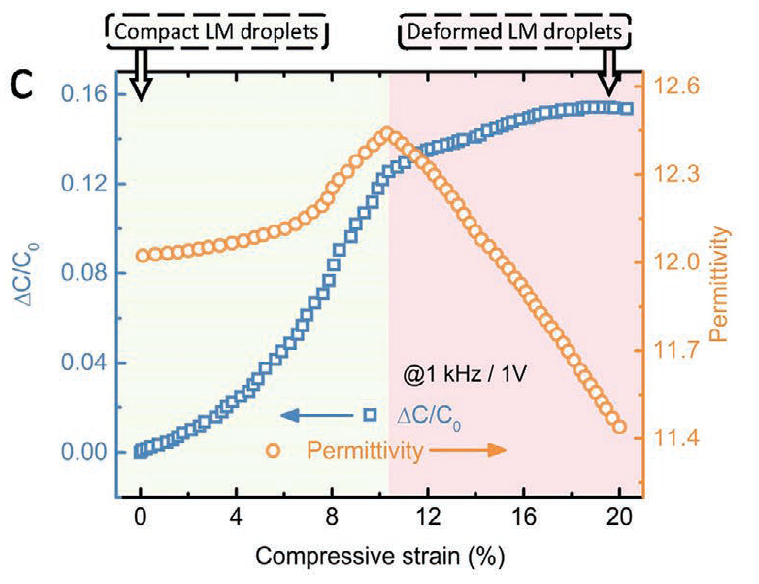 Compact LM droplets
Deformed LM droplets
C
0.16
0.12
0.08
0.04
0.00
ΔC/C₀
12.6
12.3
12.0
11.7
11.4
Permittivity
@1 kHz / 1V
ΔC/C₀
Permittivity
0 4 8 12 16 20
Compressive strain (%)